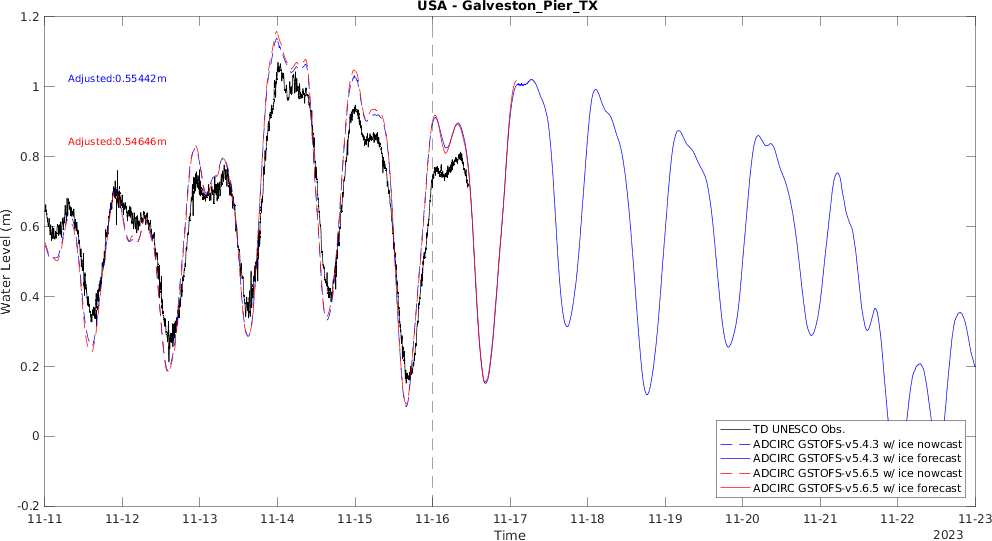 USA - Galveston_Pier_TX
1.2
1
0.8
0.6
0.4
0.2
0
-0.2
Water Level (m)
Adjusted:0.55442m
Adjusted:0.54646m
TD UNESCO Obs.
ADCIRC GSTOFS-v5.4.3 w/ ice nowcast
ADCIRC GSTOFS-v5.4.3 w/ ice forecast
ADCIRC GSTOFS-v5.6.5 w/ ice nowcast
ADCIRC GSTOFS-v5.6.5 w/ ice forecast
11-11 11-12 11-13 11-14 11-15 11-16 11-17 11-18 11-19 11-20 11-21 11-22 11-23
Time
2023